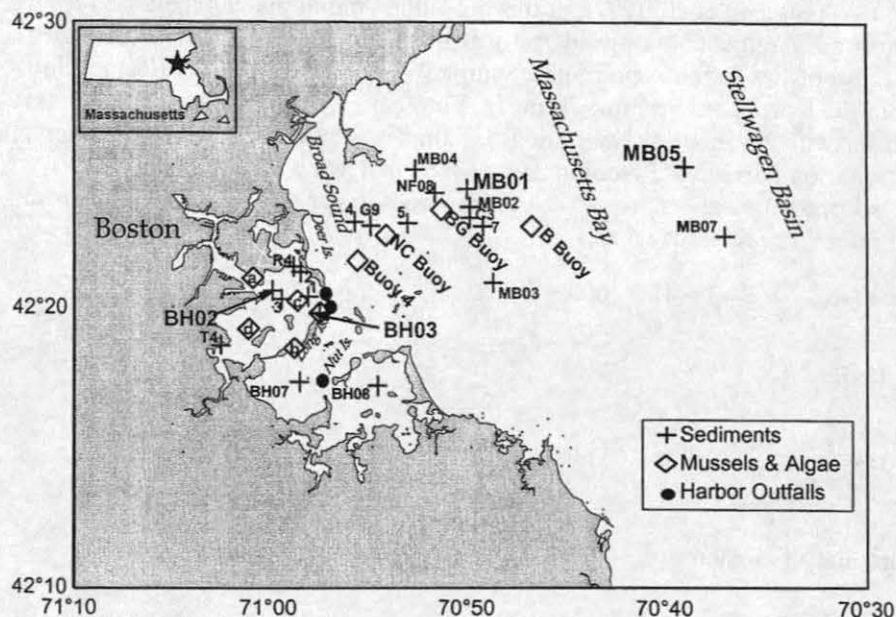 42°30
Massachusetts
Boston
Broad Sound
Deer Is.
Massachusetts Bay
Stellwagen Basin
MB04
NF08
MB01
MB02
MB05
4 G9
5
7
MB07
BG Buoy
NC Buoy
B Buoy
Buoy 4
MB03
R4
42°20
BH02
3
BH03
T4
Nut Is.
BH07
BH08
Sediments
Mussels & Algae
Harbor Outfalls
42°10
71°10
71°00
70°50
70°40
70°30